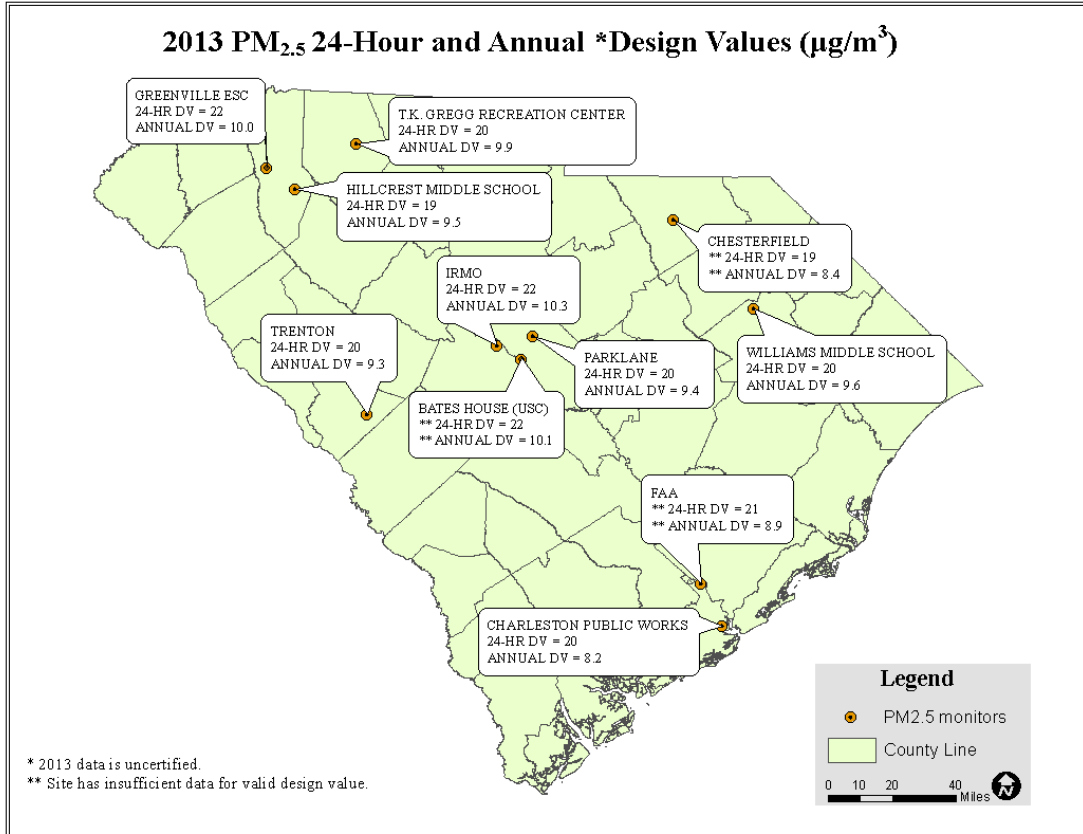 2013 PM2.5 24-Hour and Annual *Design Values (µg/m³)
GREENVILLE ESC
24-HR DV = 22
ANNUAL DV = 10.0
T.K. GREGG RECREATION CENTER
24-HR DV = 20
ANNUAL DV = 9.9
HILLCREST MIDDLE SCHOOL
24-HR DV = 19
ANNUAL DV = 9.5
CHESTERFIELD
** 24-HR DV = 19
** ANNUAL DV = 8.4
IRMO
24-HR DV = 22
ANNUAL DV = 10.3
TRENTON
24-HR DV = 20
ANNUAL DV = 9.3
PARKLANE
24-HR DV = 20
ANNUAL DV = 9.4
WILLIAMS MIDDLE SCHOOL
24-HR DV = 20
ANNUAL DV = 9.6
BATES HOUSE (USC)
** 24-HR DV = 22
** ANNUAL DV = 10.1
FAA
** 24-HR DV = 21
** ANNUAL DV = 8.9
CHARLESTON PUBLIC WORKS
24-HR DV = 20
ANNUAL DV = 8.2
Legend
PM2.5 monitors
County Line
0 10 20 40
Miles
N
* 2013 data is uncertified.
** Site has insufficient data for valid design value.